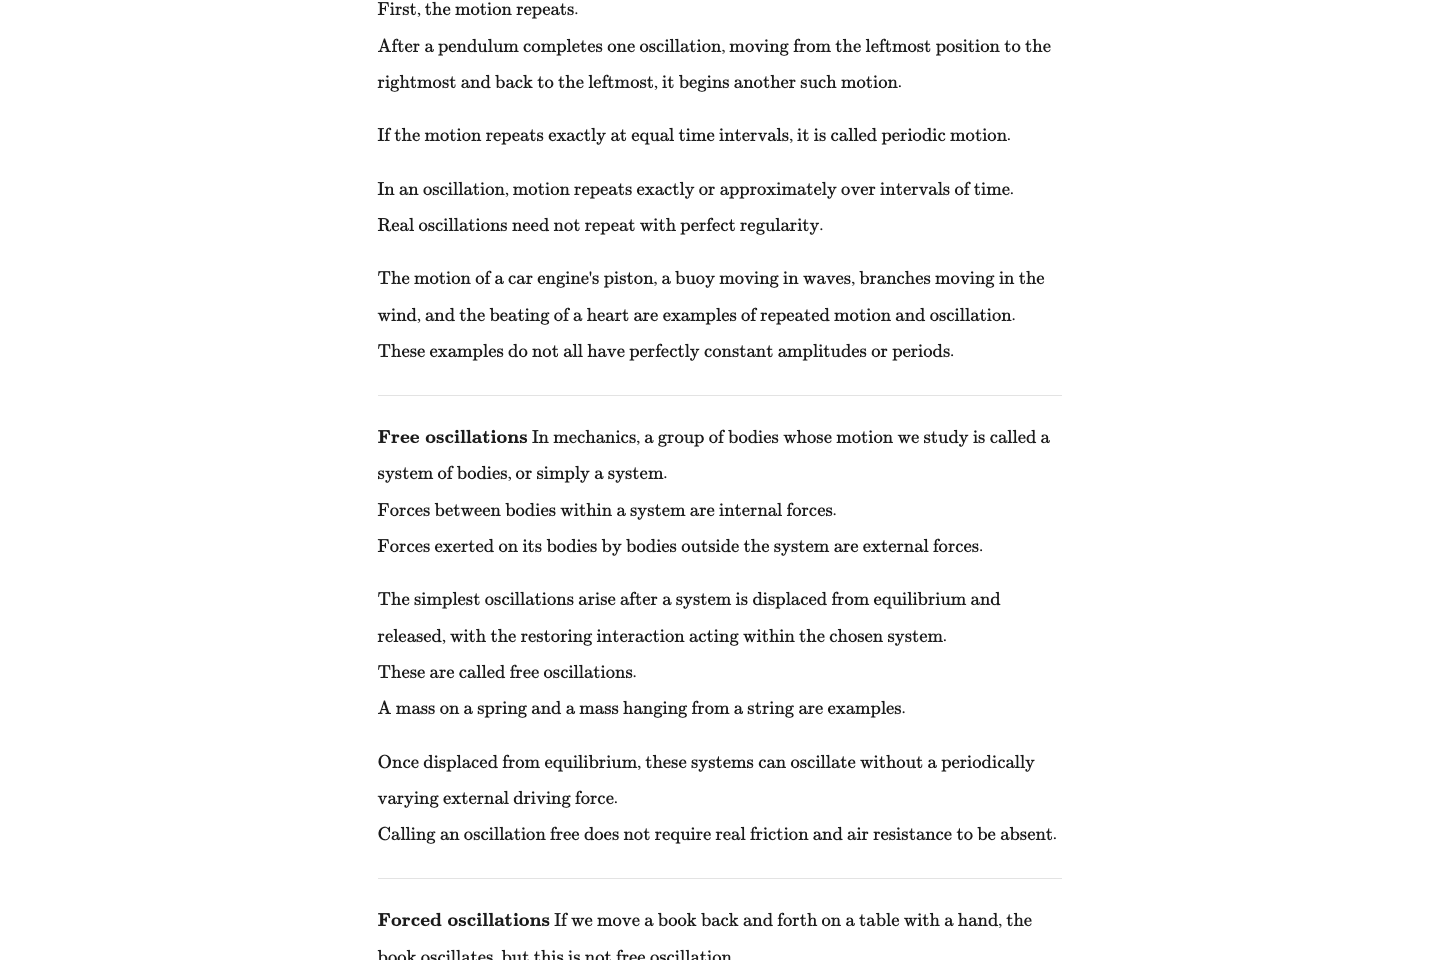 First, the motion repeats.
After a pendulum completes one oscillation, moving from the leftmost position to the
rightmost and back to the leftmost, it begins another such motion.
If the motion repeats exactly at equal time intervals, it is called periodic motion.
In an oscillation, motion repeats exactly or approximately over intervals of time.
Real oscillations need not repeat with perfect regularity.
The motion of a car engine's piston, a buoy moving in waves, branches moving in the
wind, and the beating of a heart are examples of repeated motion and oscillation.
These examples do not all have perfectly constant amplitudes or periods.
Free oscillations In mechanics, a group of bodies whose motion we study is called a
system of bodies, or simply a system.
Forces between bodies within a system are internal forces.
Forces exerted on its bodies by bodies outside the system are external forces.
The simplest oscillations arise after a system is displaced from equilibrium and
released, with the restoring interaction acting within the chosen system.
These are called free oscillations.
A mass on a spring and a mass hanging from a string are examples.
Once displaced from equilibrium, these systems can oscillate without a periodically
varying external driving force.
Calling an oscillation free does not require real friction and air resistance to be absent.
Forced oscillations If we move a book back and forth on a table with a hand, the
book oscillates, but this is not free oscillation.